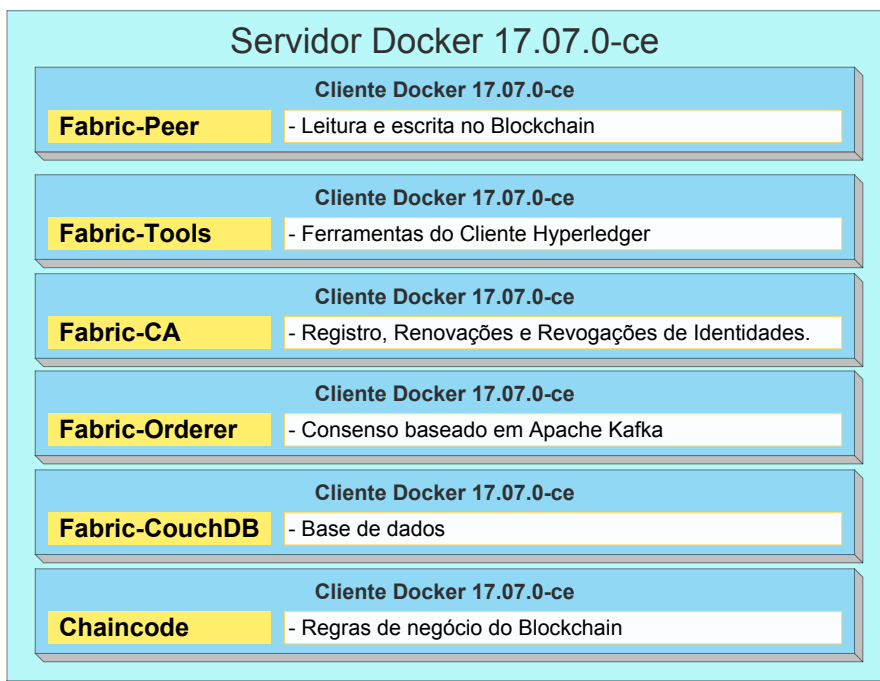 Servidor Docker 17.07.0-ce
Cliente Docker 17.07.0-ce
Fabric-Peer - Leitura e escrita no Blockchain
Cliente Docker 17.07.0-ce
Fabric-Tools - Ferramentas do Cliente Hyperledger
Cliente Docker 17.07.0-ce
Fabric-CA - Registro, Renovações e Revogações de Identidades.
Cliente Docker 17.07.0-ce
Fabric-Orderer - Consenso baseado em Apache Kafka
Cliente Docker 17.07.0-ce
Fabric-CouchDB - Base de dados
Cliente Docker 17.07.0-ce
Chaincode - Regras de negócio do Blockchain